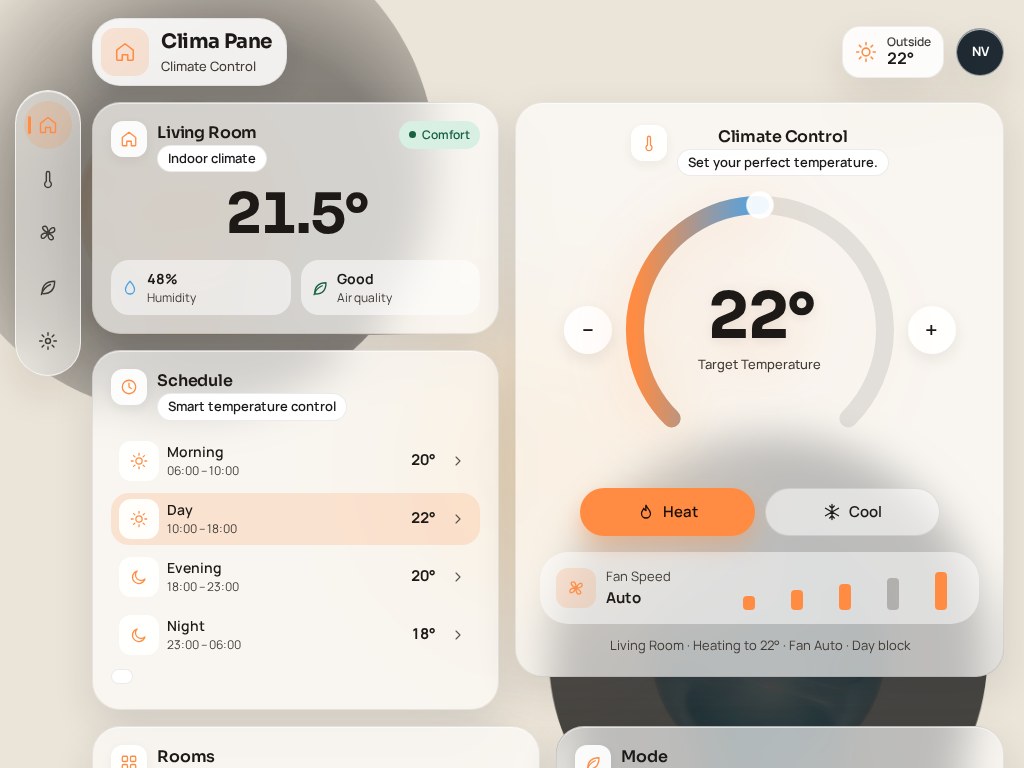 Clima Pane
Climate Control
Outside
22°
NV
Living Room
Indoor climate
Comfort
21.5°
48%
Humidity
Good
Air quality
Schedule
Smart temperature control
Morning
06:00 – 10:00
20°
Day
10:00 – 18:00
22°
Evening
18:00 – 23:00
20°
Night
23:00 – 06:00
18°
Climate Control
Set your perfect temperature.
−
22°
+
Target Temperature
Heat
Cool
Fan Speed
Auto
Living Room · Heating to 22° · Fan Auto · Day block
Rooms
Mode